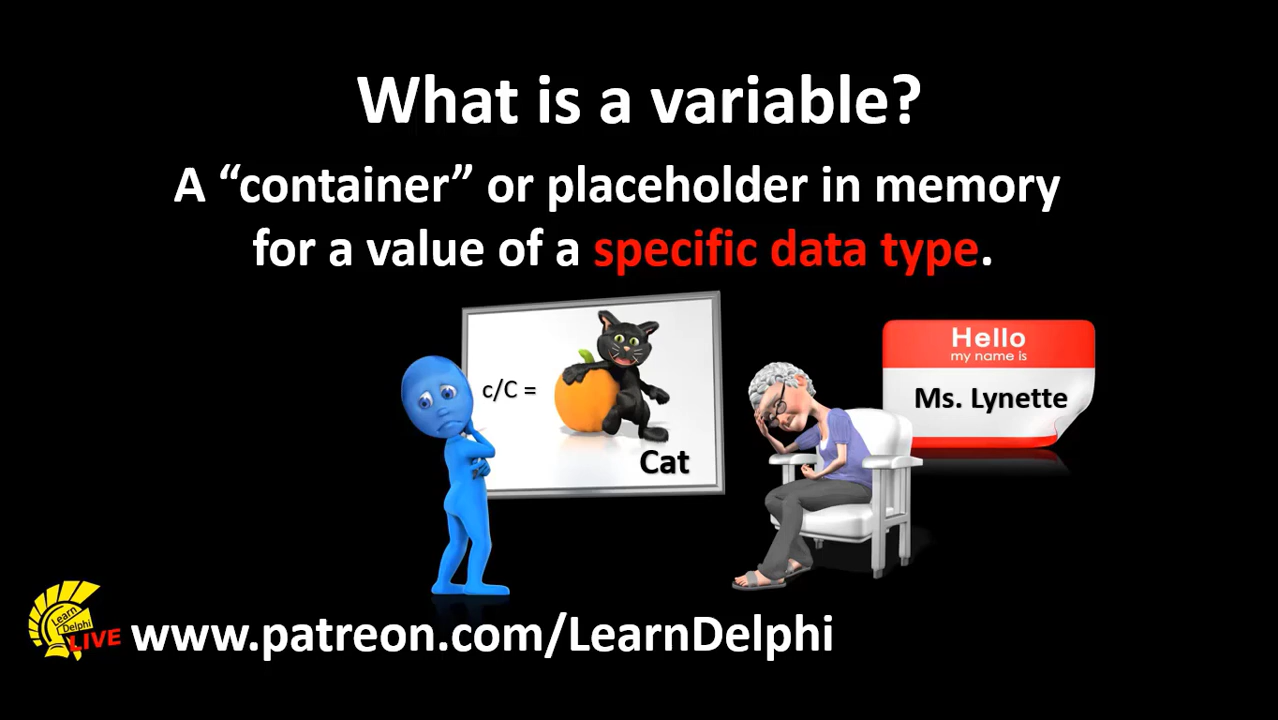 What is a variable?
A “container” or placeholder in memory
for a value of a specific data type.
c/C =
Cat
Hello
my name is
Ms. Lynette
Learn
Delphi
LIVE
www.patreon.com/LearnDelphi